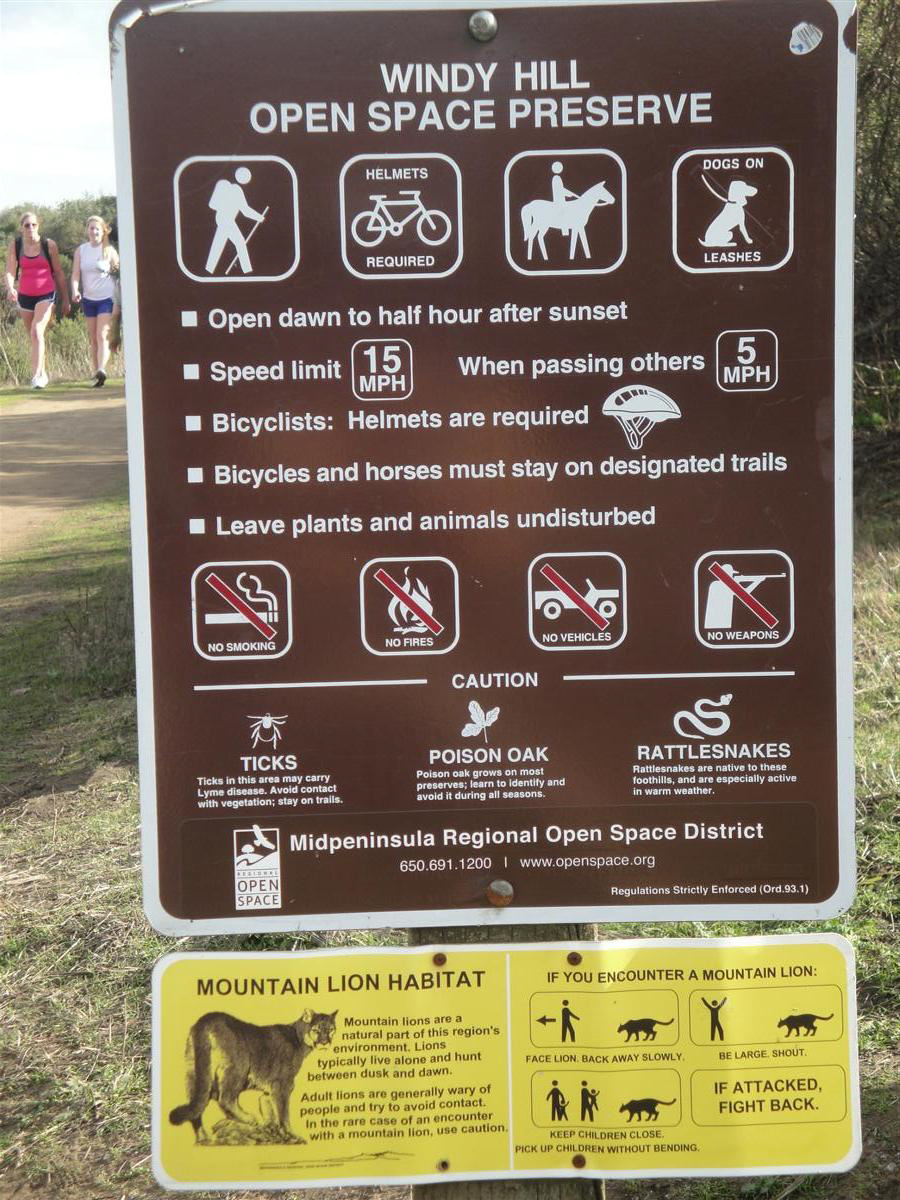 WINDY HILL
OPEN SPACE PRESERVE
HELMETS
REQUIRED
DOGS ON
LEASHES
Open dawn to half hour after sunset
Speed limit 15 MPH When passing others 5 MPH
Bicyclists: Helmets are required
Bicycles and horses must stay on designated trails
Leave plants and animals undisturbed
NO SMOKING
NO FIRES
NO VEHICLES
NO WEAPONS
CAUTION
TICKS
Ticks in this area may carry
Lyme disease. Avoid contact
with vegetation; stay on trails.
POISON OAK
Poison oak grows on most
preserves; learn to identify and
avoid it during all seasons.
RATTLESNAKES
Rattlesnakes are native to these
foothills, and are especially active
in warm weather.
REGIONAL
OPEN
SPACE
Midpeninsula Regional Open Space District
650.691.1200 | www.openspace.org
Regulations Strictly Enforced (Ord.93.1)
MOUNTAIN LION HABITAT
Mountain lions are a
natural part of this region's
environment. Lions
typically live alone and hunt
between dusk and dawn.
Adult lions are generally wary of
people and try to avoid contact.
In the rare case of an encounter
with a mountain lion, use caution.
IF YOU ENCOUNTER A MOUNTAIN LION:
FACE LION. BACK AWAY SLOWLY.
BE LARGE. SHOUT.
KEEP CHILDREN CLOSE.
PICK UP CHILDREN WITHOUT BENDING.
IF ATTACKED,
FIGHT BACK.